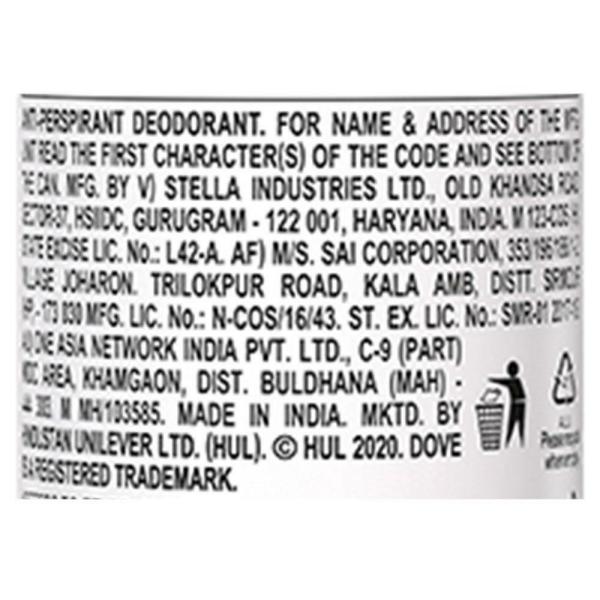 ANTI-PERSPIRANT DEODORANT. FOR NAME & ADDRESS OF THE MFG
UNIT READ THE FIRST CHARACTER(S) OF THE CODE AND SEE BOTTOM OF
THE CAN. MFG. BY V) STELLA INDUSTRIES LTD., OLD KHANDSA ROAD,
SECTOR-37, HSIIDC, GURUGRAM - 122 001, HARYANA, INDIA. M 123-COS
STATE EXCISE LIC. No.: L42-A. AF) M/S. SAI CORPORATION,
VILLAGE JOHARON. TRILOKPUR ROAD, KALA AMB, DISTT.
HP, - 173 030 MFG. LIC. No.: N-COS/16/43. ST. EX. LIC. No.: SMR-01
ONE ASIA NETWORK INDIA PVT. LTD., C-9 (PART)
MIDC AREA, KHAMGAON, DIST. BULDHANA (MAH) -
M MH/103585. MADE IN INDIA. MKTD. BY
HINDUSTAN UNILEVER LTD. (HUL). © HUL 2020. DOVE
IS A REGISTERED TRADEMARK.